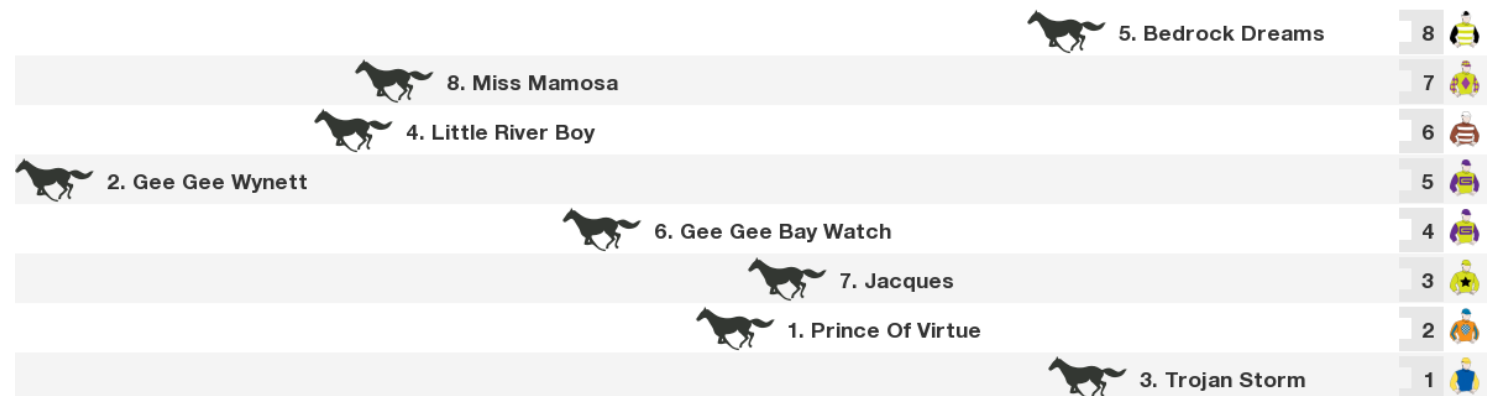 5. Bedrock Dreams 8
8. Miss Mamosa 7
4. Little River Boy 6
2. Gee Gee Wynett 5 G
6. Gee Gee Bay Watch 4 G
7. Jacques 3
1. Prince Of Virtue 2
3. Trojan Storm 1